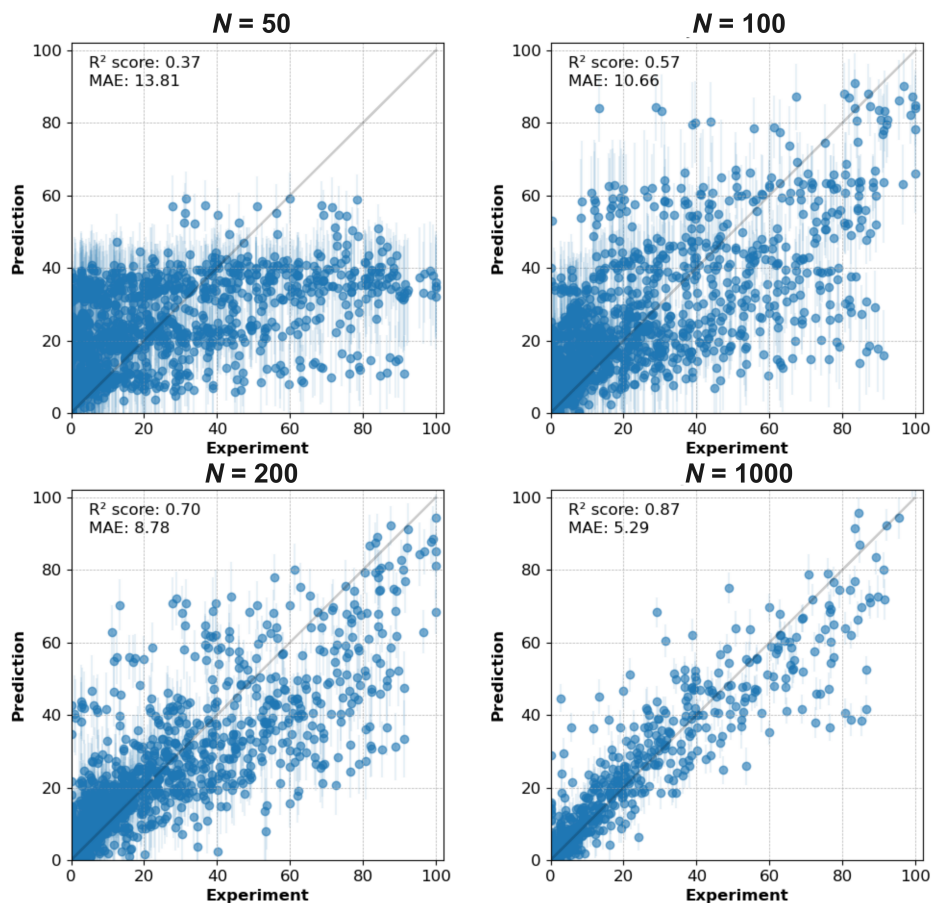 N = 50
R² score: 0.37
MAE: 13.81
100
80
60
40
20
0
Prediction
0 20 40 60 80 100
Experiment
N = 100
R² score: 0.57
MAE: 10.66
100
80
60
40
20
0
Prediction
0 20 40 60 80 100
Experiment
N = 200
R² score: 0.70
MAE: 8.78
100
80
60
40
20
0
Prediction
0 20 40 60 80 100
Experiment
N = 1000
R² score: 0.87
MAE: 5.29
100
80
60
40
20
0
Prediction
0 20 40 60 80 100
Experiment